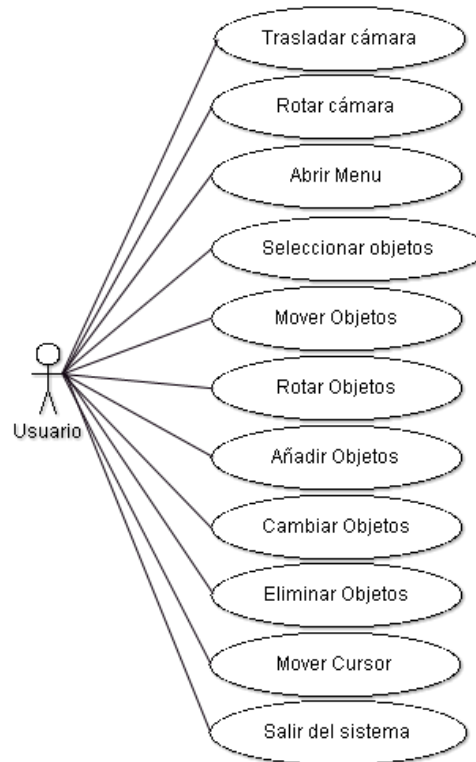 Trasladar cámara
Rotar cámara
Abrir Menu
Seleccionar objetos
Mover Objetos
Rotar Objetos
Usuario
Añadir Objetos
Cambiar Objetos
Eliminar Objetos
Mover Cursor
Salir del sistema